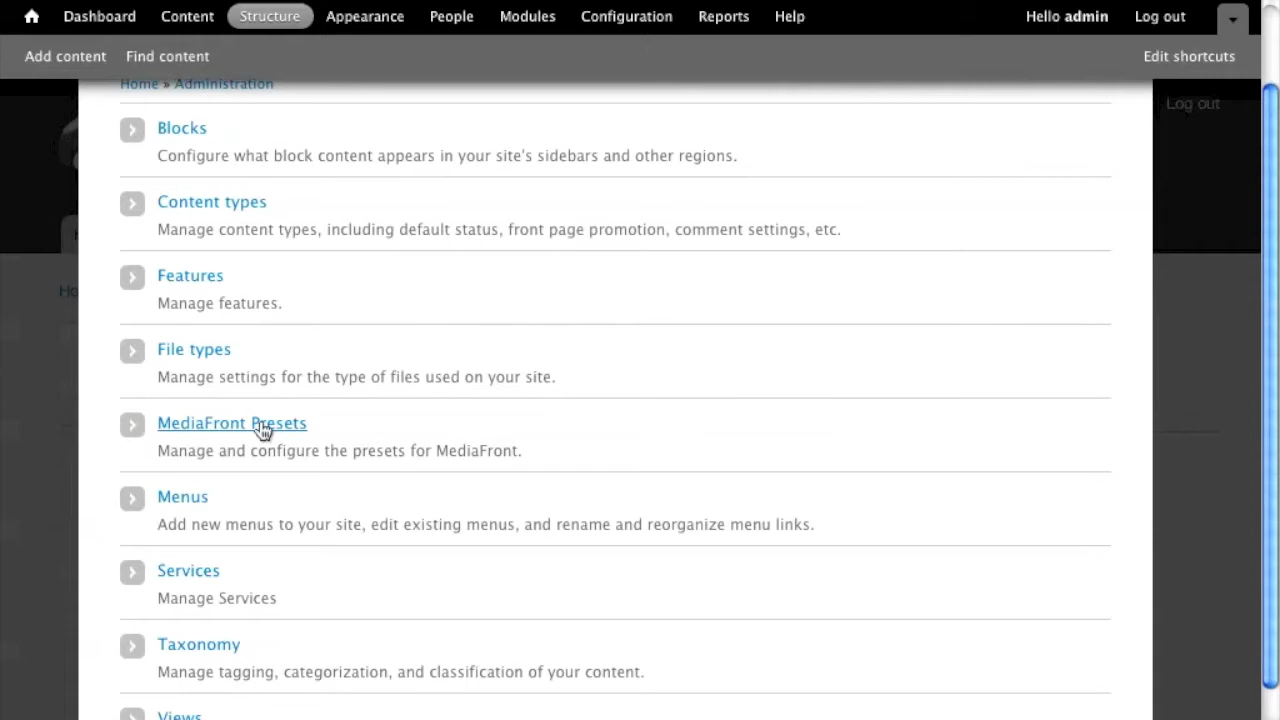 Dashboard Content Structure Appearance People Modules Configuration Reports Help Hello admin Log out
Add content Find content Edit shortcuts
Home » Administration
Log out
Blocks
Configure what block content appears in your site's sidebars and other regions.
Content types
Manage content types, including default status, front page promotion, comment settings, etc.
Features
Manage features.
File types
Manage settings for the type of files used on your site.
MediaFront Presets
Manage and configure the presets for MediaFront.
Menus
Add new menus to your site, edit existing menus, and rename and reorganize menu links.
Services
Manage Services
Taxonomy
Manage tagging, categorization, and classification of your content.
Views